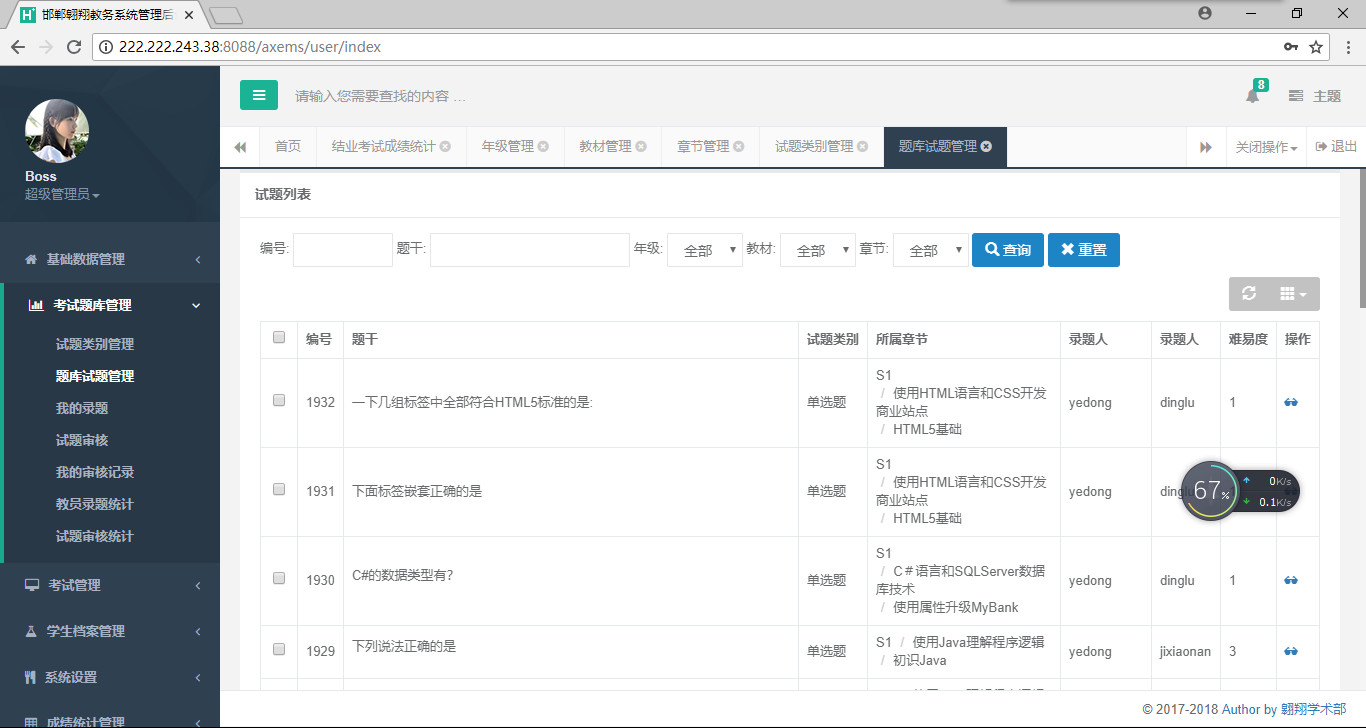 邯郸翱翔教务系统管理后
222.222.243.38:8088/axems/user/index
Boss
超级管理员
请输入您需要查找的内容 …
8
主题
首页
结业考试成绩统计
年级管理
教材管理
章节管理
试题类别管理
题库试题管理
关闭操作
退出
基础数据管理
考试题库管理
试题类别管理
题库试题管理
我的录题
试题审核
我的审核记录
教员录题统计
试题审核统计
考试管理
学生档案管理
系统设置
成绩统计管理
试题列表
编号:
题干:
年级: 全部
教材: 全部
章节: 全部
查询
重置
编号 题干 试题类别 所属章节 录题人 录题人 难易度 操作
1932 一下几组标签中全部符合HTML5标准的是: 单选题
S1
/ 使用HTML语言和CSS开发
商业站点
/ HTML5基础
yedong dinglu 1
1931 下面标签嵌套正确的是 单选题
S1
/ 使用HTML语言和CSS开发
商业站点
/ HTML5基础
yedong
67%
0K/s
0.1K/s
1930 C#的数据类型有? 单选题
S1
/ C＃语言和SQLServer数据
库技术
/ 使用属性升级MyBank
yedong dinglu 1
1929 下列说法正确的是 单选题
S1 / 使用Java理解程序逻辑
/ 初识Java
yedong jixiaonan 3
© 2017-2018 Author by 翱翔学术部